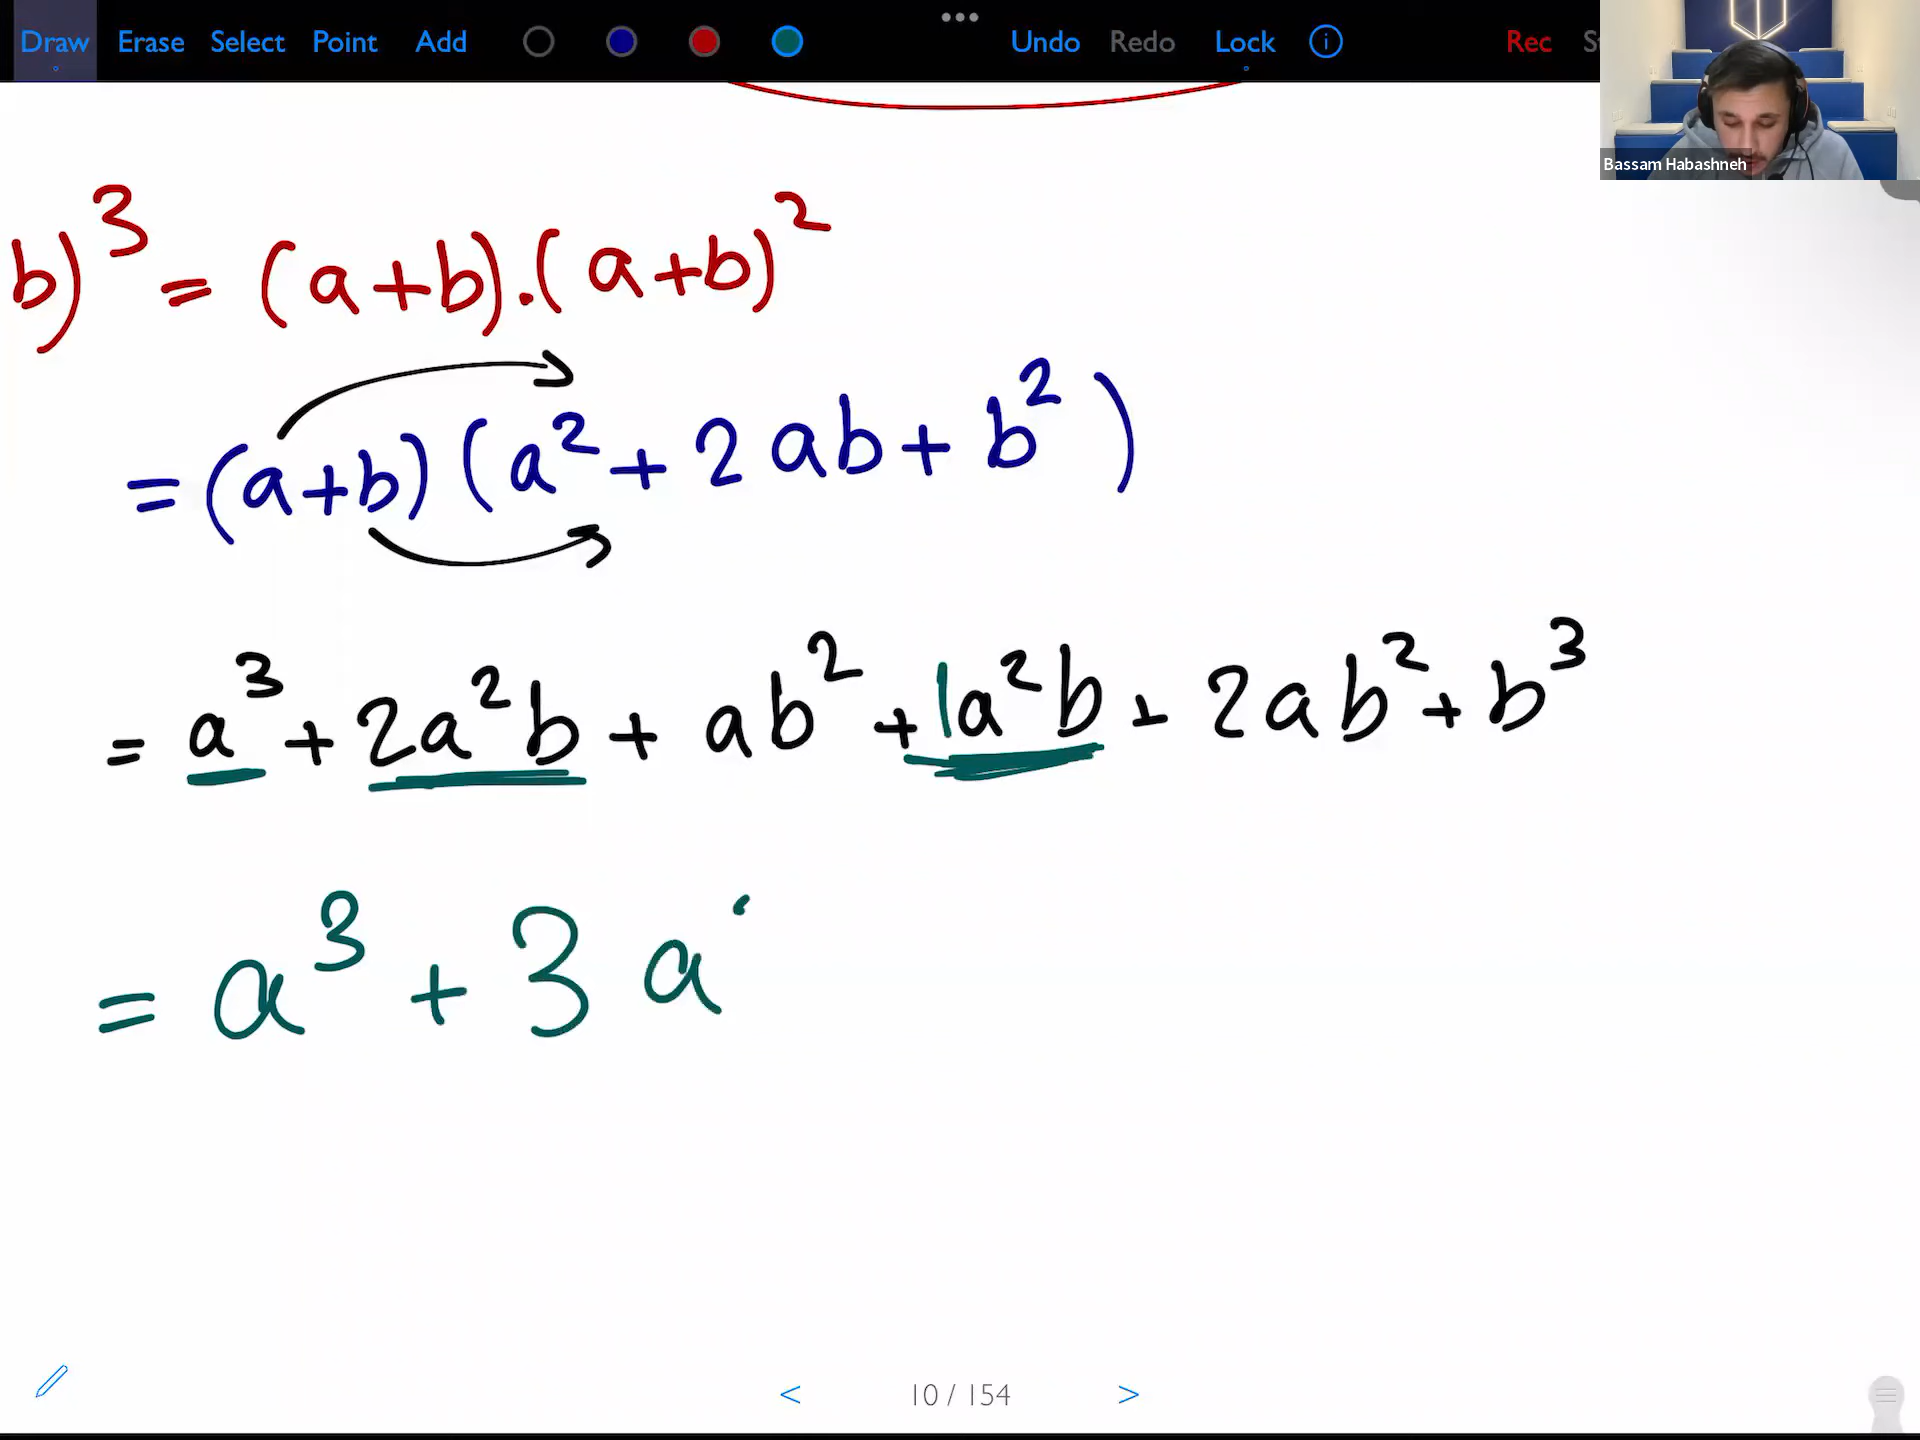 Draw Erase Select Point Add Undo Redo Lock Rec
Bassam Habashneh
b)³ = (a+b).(a+b)²
= (a+b)(a² + 2ab + b²)
= a³ + 2a²b + ab² + 1a²b + 2ab² + b³
= a³ + 3 a
< 10 / 154 >